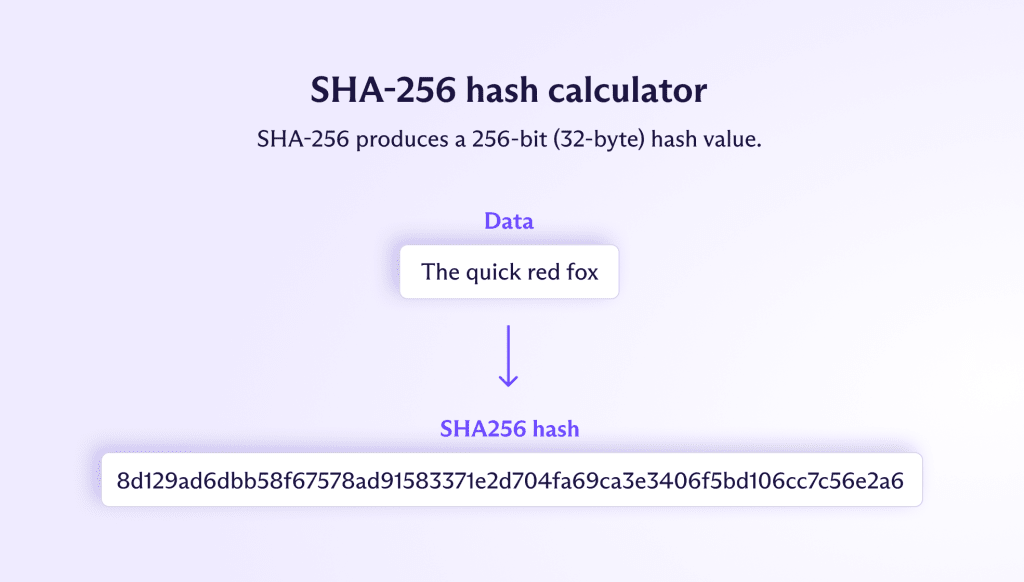 SHA-256 hash calculator
SHA-256 produces a 256-bit (32-byte) hash value.
Data
The quick red fox
SHA256 hash
8d129ad6dbb58f67578ad91583371e2d704fa69ca3e3406f5bd106cc7c56e2a6